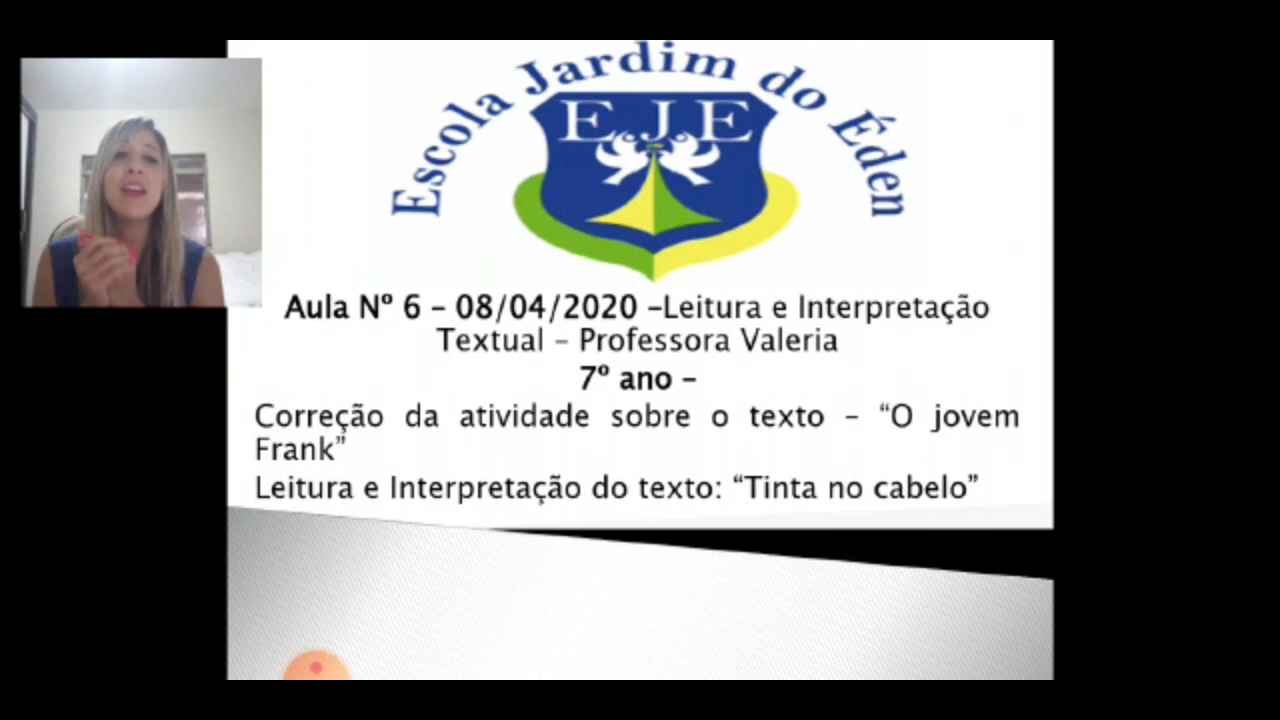 Escola Jardim do Éden
EJE
Aula Nº 6 – 08/04/2020 –Leitura e Interpretação
Textual – Professora Valeria
7º ano –
Correção da atividade sobre o texto – “O jovem
Frank”
Leitura e Interpretação do texto: “Tinta no cabelo”